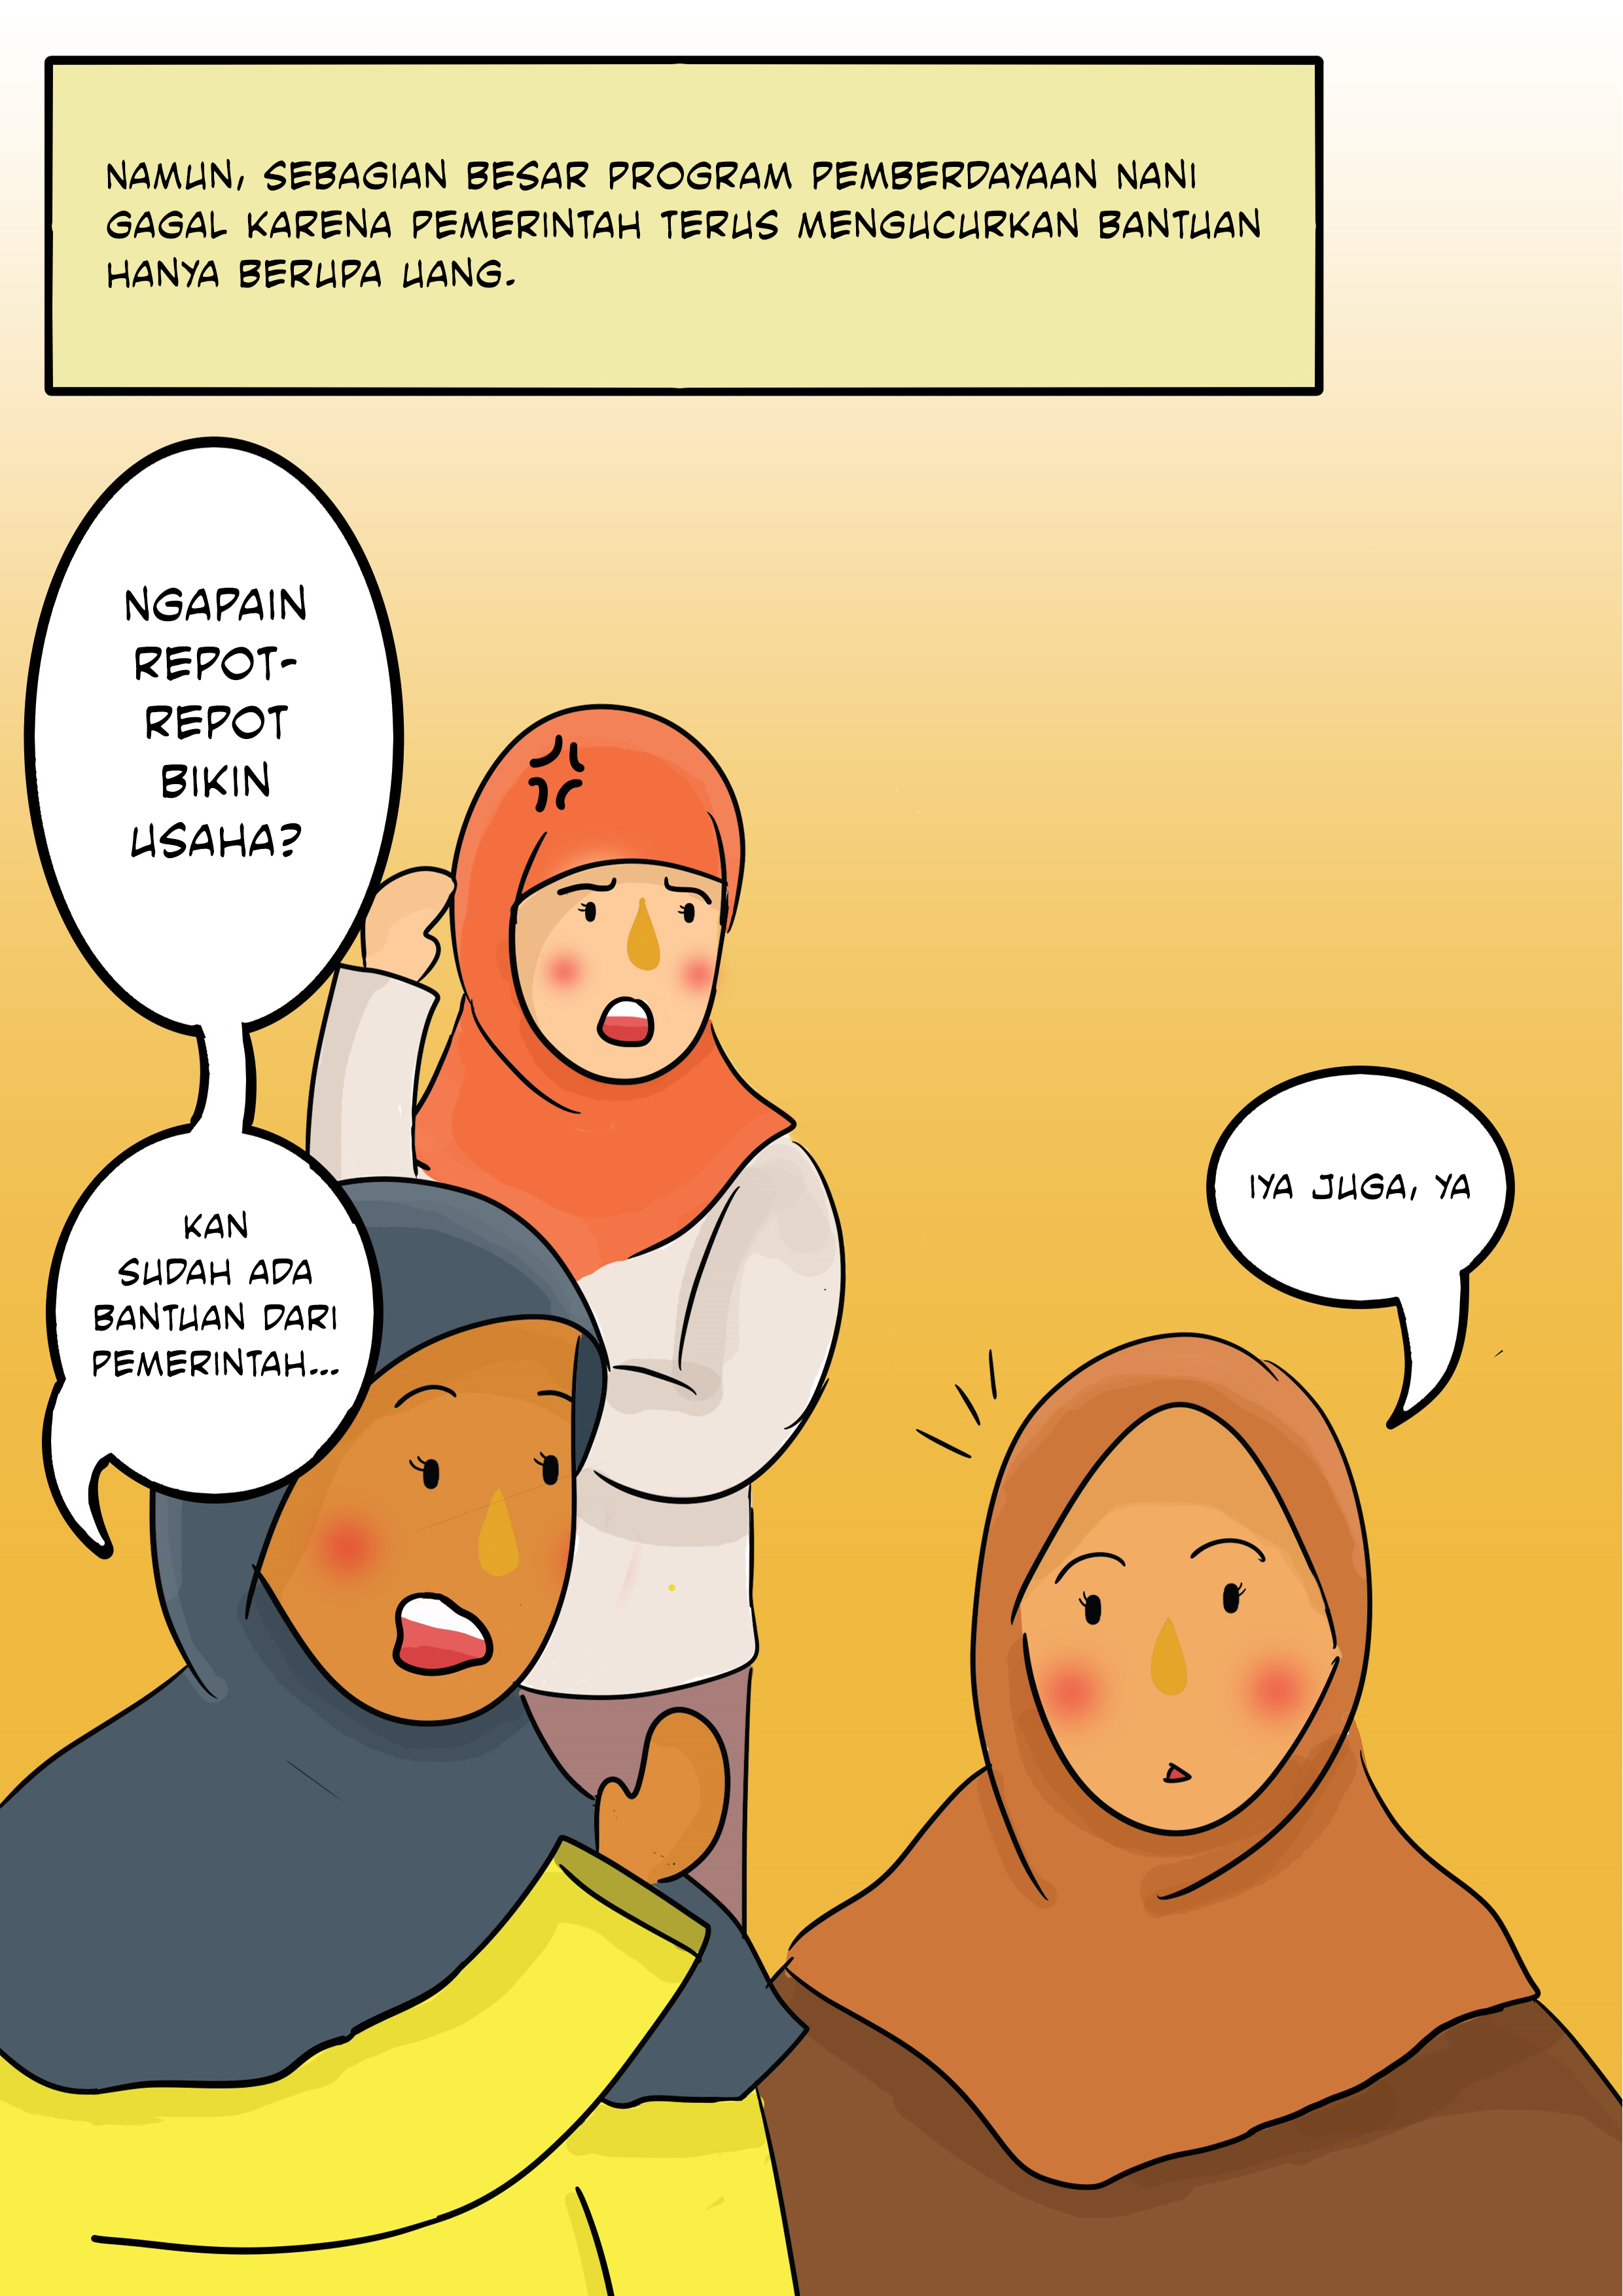 NAMUN, SEBAGIAN BESAR PROGRAM PEMBERDAYAAN NANI
GAGAL KARENA PEMERINTAH TERUS MENGUCURKAN BANTUAN
HANYA BERUPA UANG.
NGAPAIN
REPOT-
REPOT
BIKIN
USAHA?
KAN
SUDAH ADA
BANTUAN DARI
PEMERINTAH...
IYA JUGA, YA